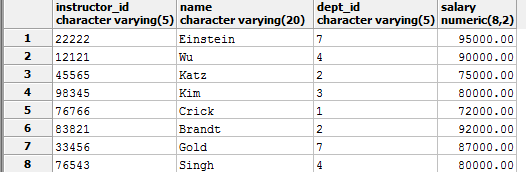 instructor_id name dept_id salary
character varying(5) character varying(20) character varying(5) numeric(8,2)
1 22222 Einstein 7 95000.00
2 12121 Wu 4 90000.00
3 45565 Katz 2 75000.00
4 98345 Kim 3 80000.00
5 76766 Crick 1 72000.00
6 83821 Brandt 2 92000.00
7 33456 Gold 7 87000.00
8 76543 Singh 4 80000.00